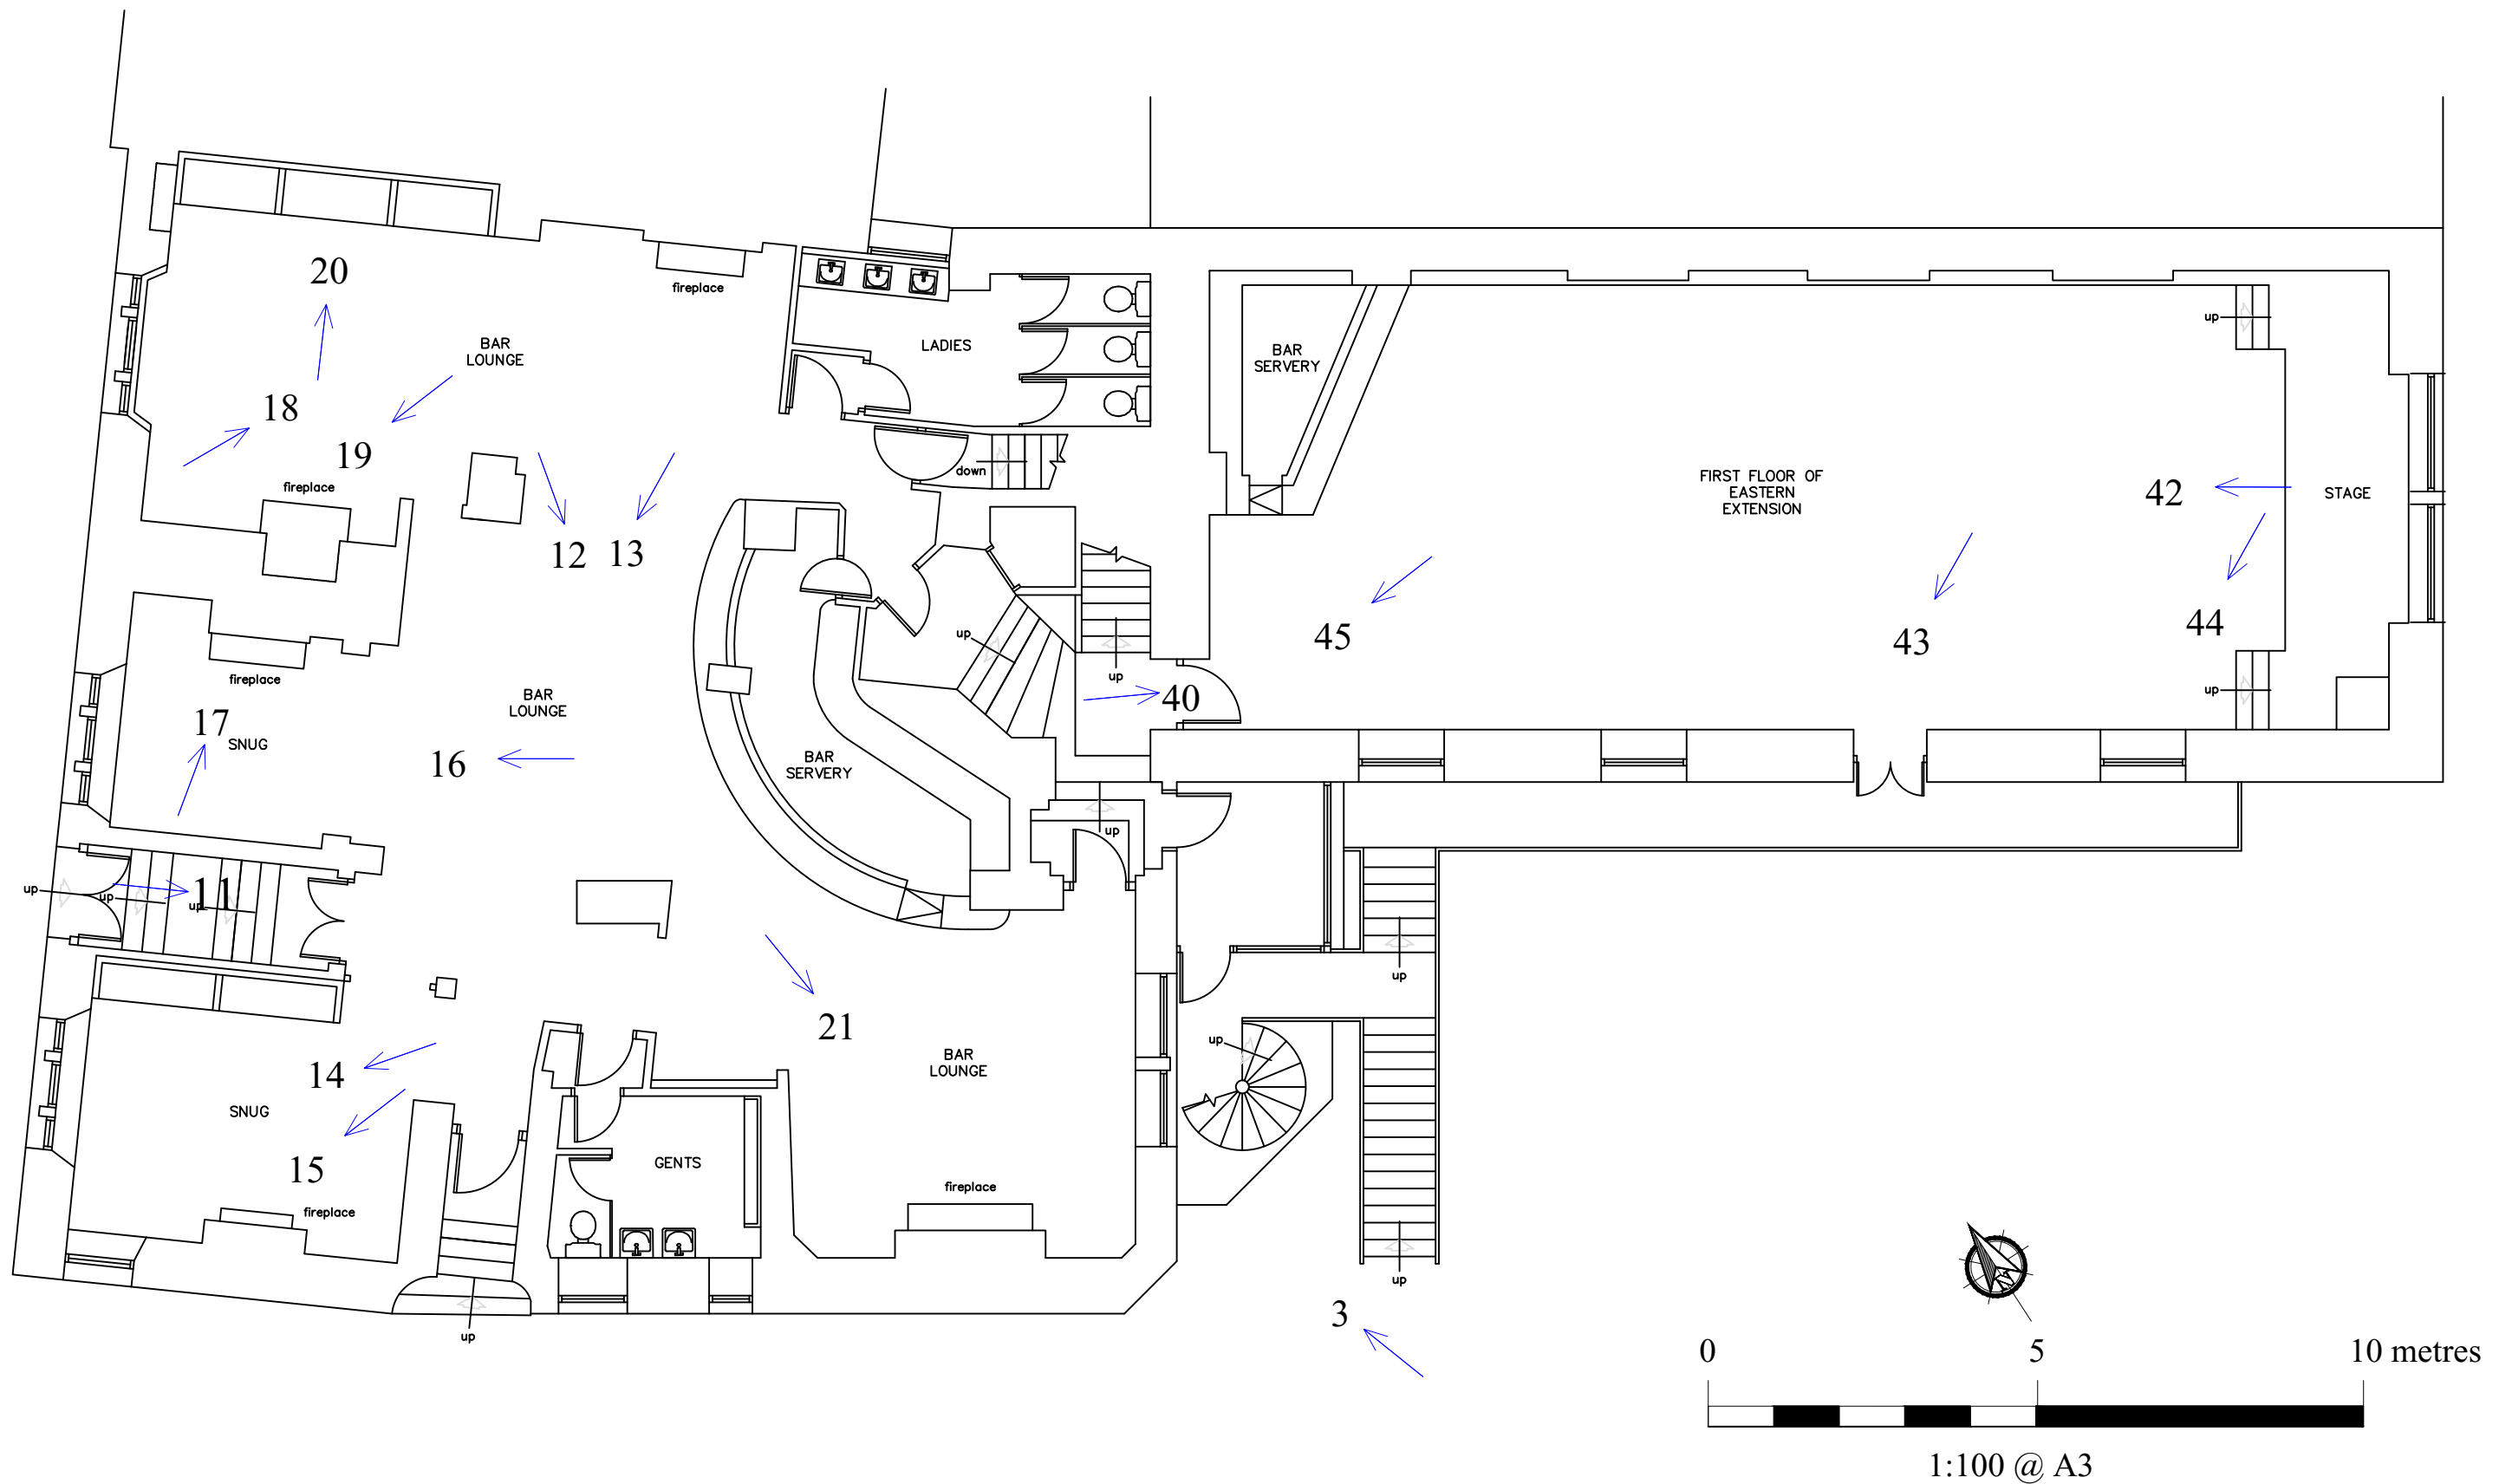 20
fireplace
BAR
LOUNGE
LADIES
BAR
SERVERY
up
18
19
fireplace
down
12
13
FIRST FLOOR OF
EASTERN
EXTENSION
42
STAGE
45
43
44
up
up
up
40
fireplace
17
SNUG
BAR
LOUNGE
16
BAR
SERVERY
up
up
up
11
up
up
21
14
SNUG
15
fireplace
GENTS
BAR
LOUNGE
fireplace
up
up
up
up
3
N
0
5
10 metres
1:100 @ A3